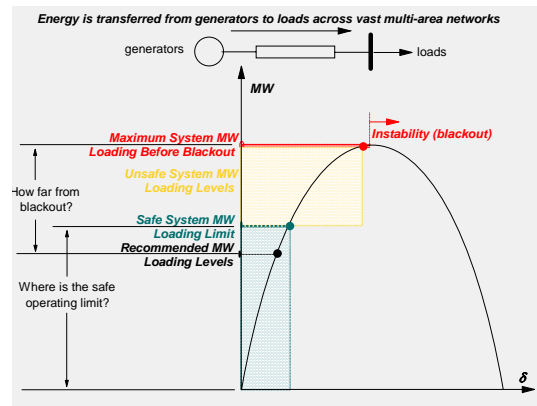 Energy is transferred from generators to loads across vast multi-area networks
generators
loads
MW
Instability (blackout)
Maximum System MW
Loading Before Blackout
Unsafe System MW
Loading Levels
How far from
blackout?
Safe System MW
Loading Limit
Recommended MW
Loading Levels
Where is the safe
operating limit?
δ